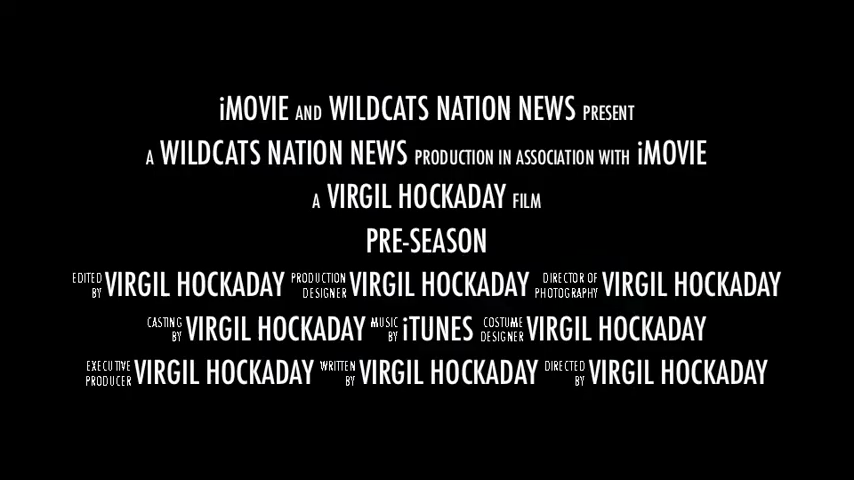 iMOVIE AND WILDCATS NATION NEWS PRESENT
A WILDCATS NATION NEWS PRODUCTION IN ASSOCIATION WITH iMOVIE
A VIRGIL HOCKADAY FILM
PRE-SEASON
EDITED BY VIRGIL HOCKADAY PRODUCTION DESIGNER VIRGIL HOCKADAY DIRECTOR OF PHOTOGRAPHY VIRGIL HOCKADAY
CASTING BY VIRGIL HOCKADAY MUSIC BY iTUNES COSTUME DESIGNER VIRGIL HOCKADAY
EXECUTIVE PRODUCER VIRGIL HOCKADAY WRITTEN BY VIRGIL HOCKADAY DIRECTED BY VIRGIL HOCKADAY